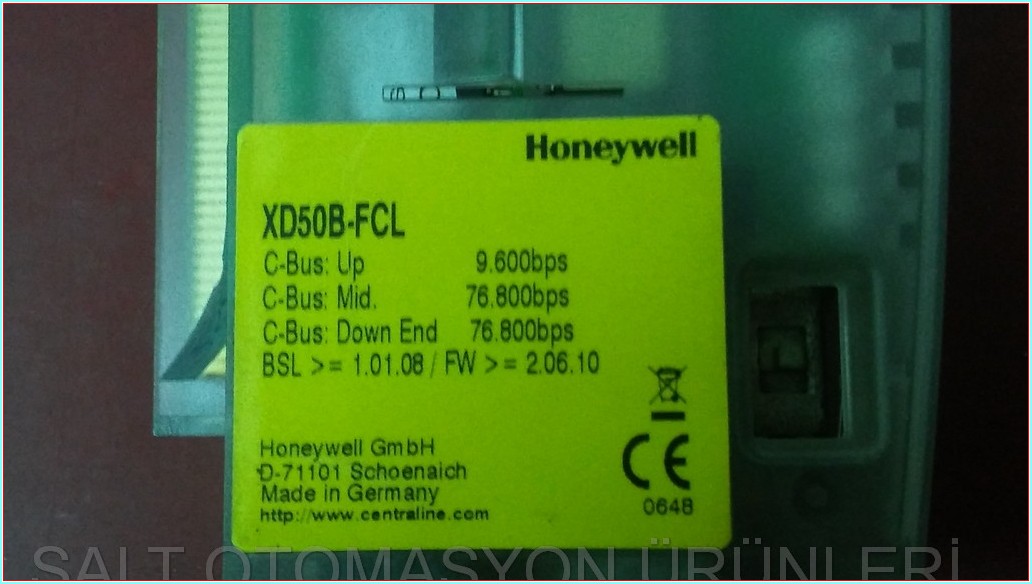 Honeywell
XD50B-FCL
C-Bus: Up 9.600bps
C-Bus: Mid. 76.800bps
C-Bus: Down End 76.800bps
BSL >= 1.01.08 / FW >= 2.06.10
Honeywell GmbH
D-71101 Schoenaich
Made in Germany
http://www.centraline.com
CE
0648
SALT OTOMASYON ÜRÜNLERİ